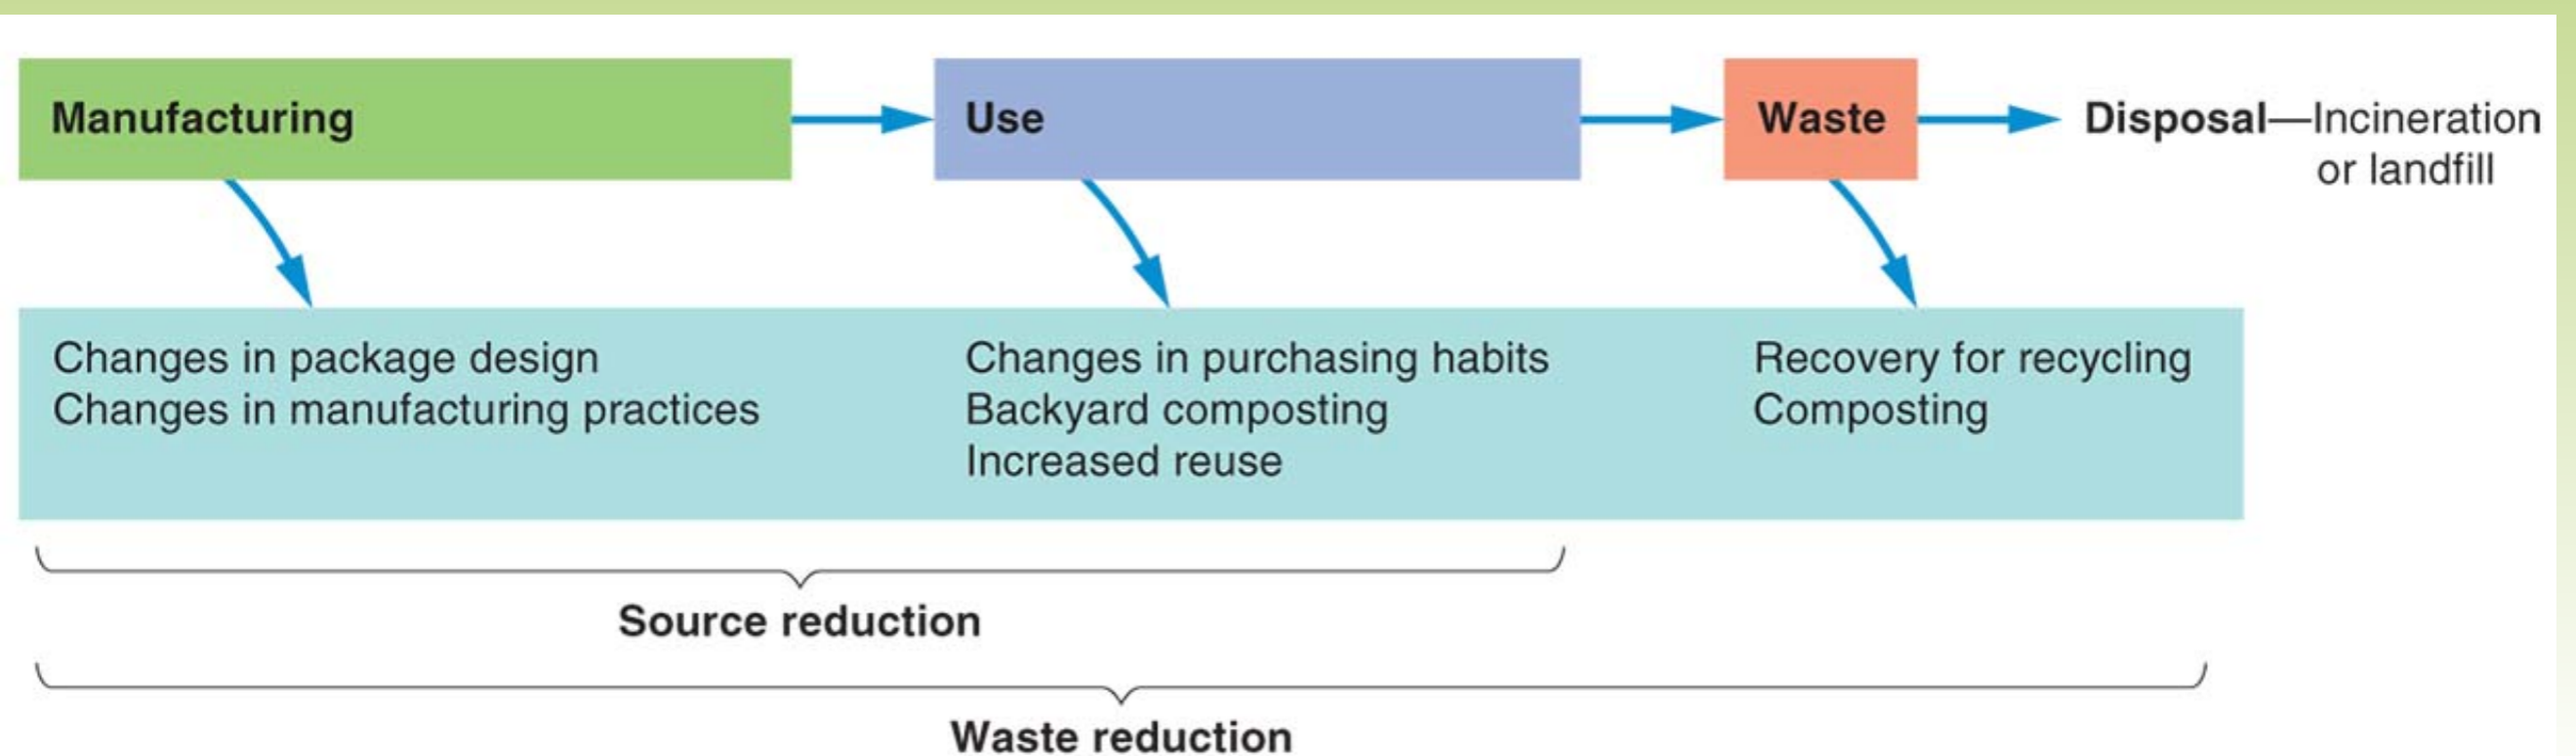 Manufacturing
Use
Waste
Disposal—Incineration
or landfill
Changes in package design
Changes in manufacturing practices
Changes in purchasing habits
Backyard composting
Increased reuse
Recovery for recycling
Composting
Source reduction
Waste reduction